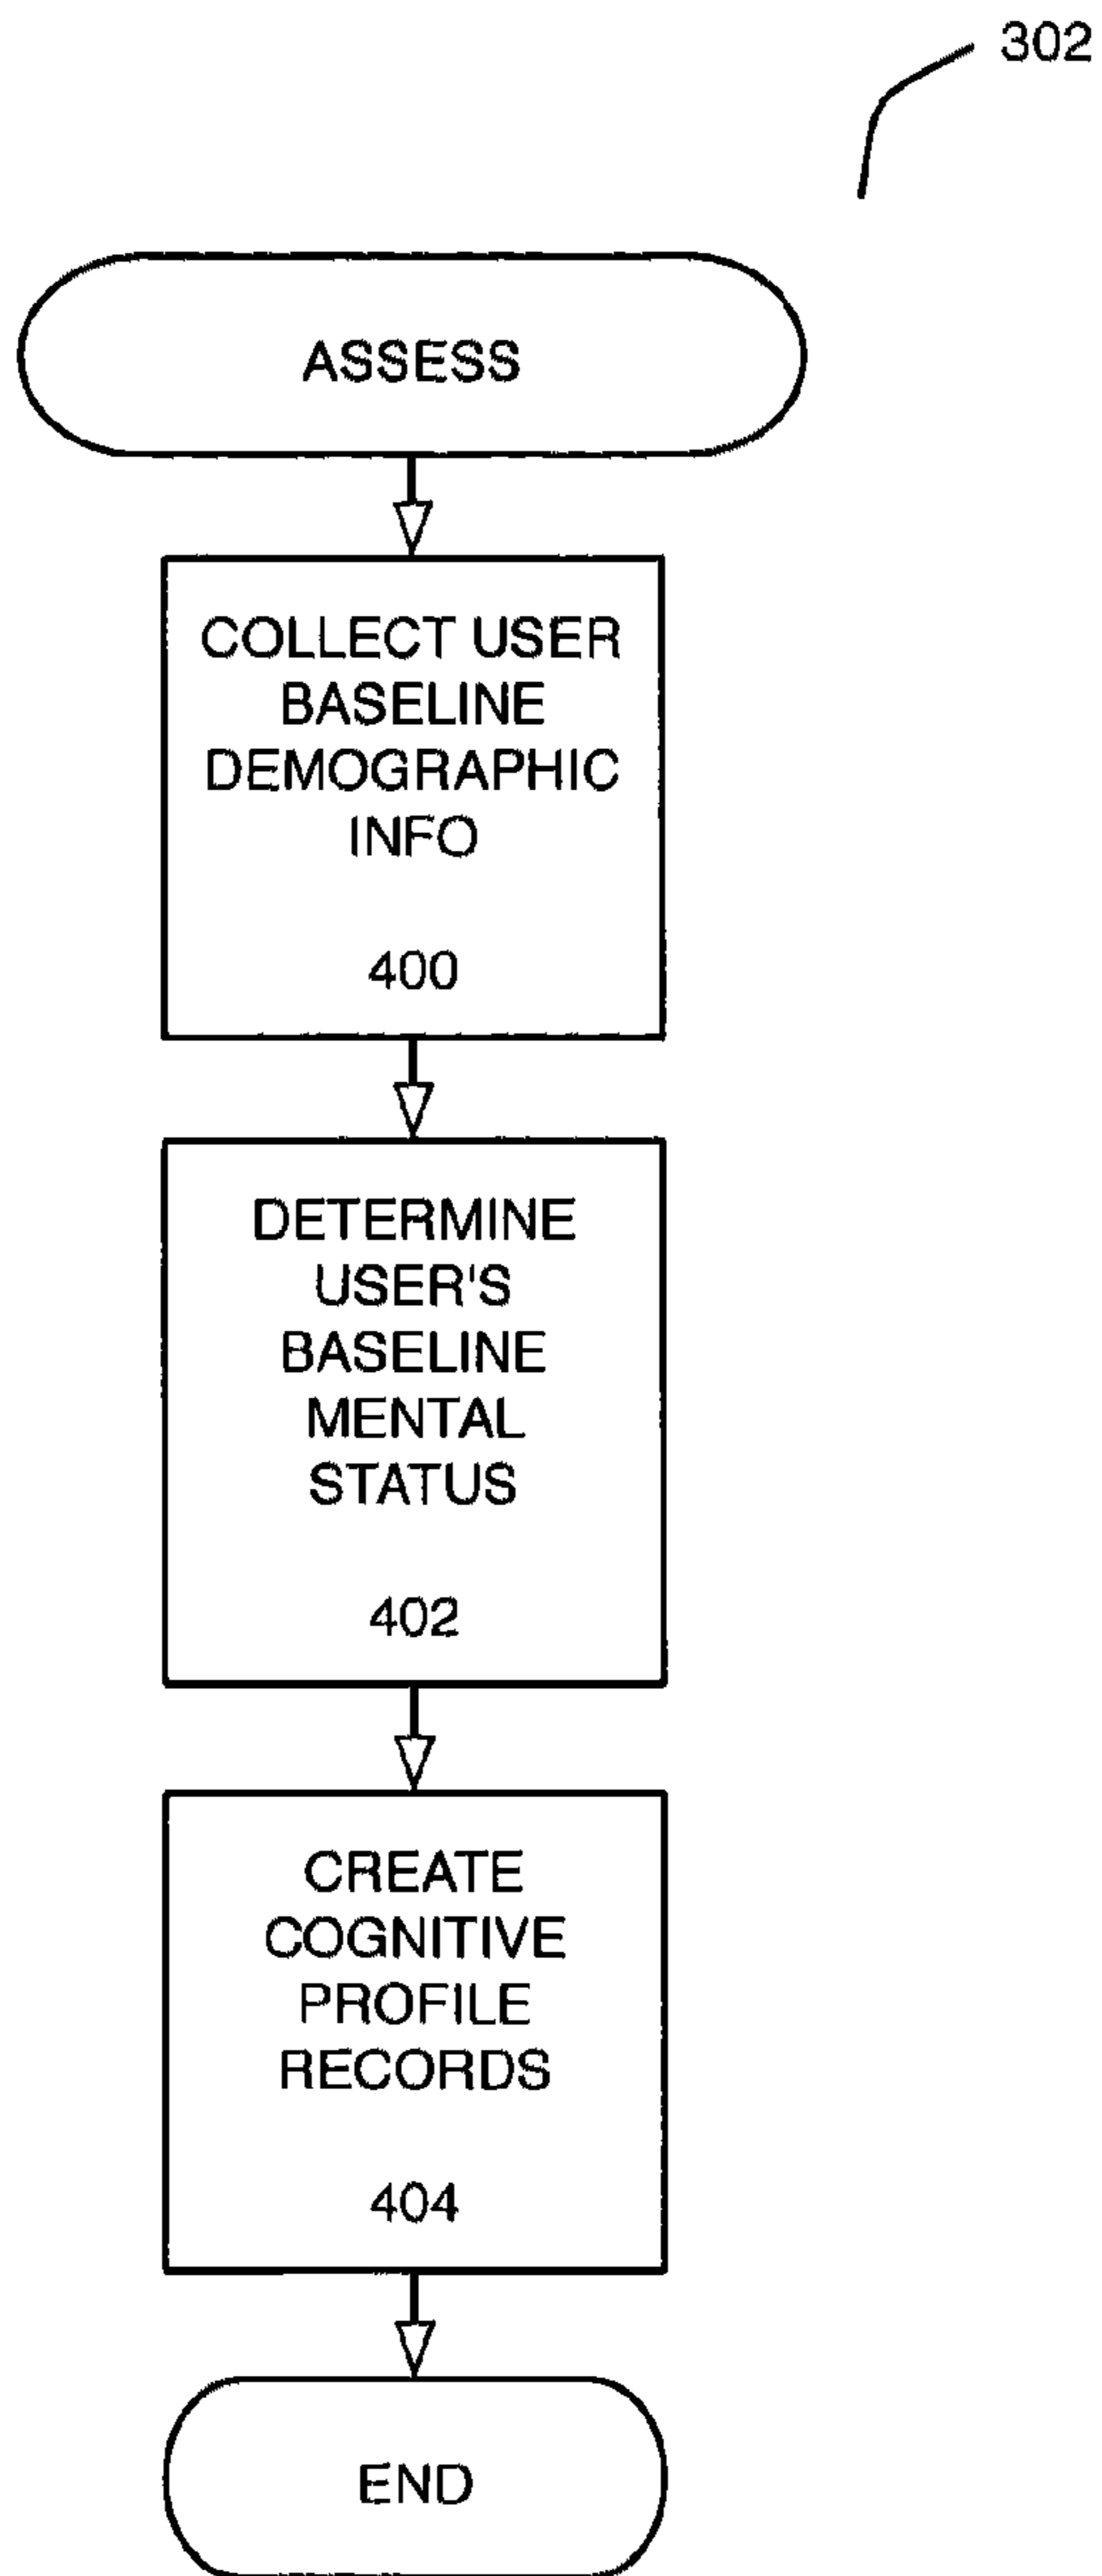 302
ASSESS
COLLECT USER
BASELINE
DEMOGRAPHIC
INFO
400
DETERMINE
USER'S
BASELINE
MENTAL
STATUS
402
CREATE
COGNITIVE
PROFILE
RECORDS
404
END